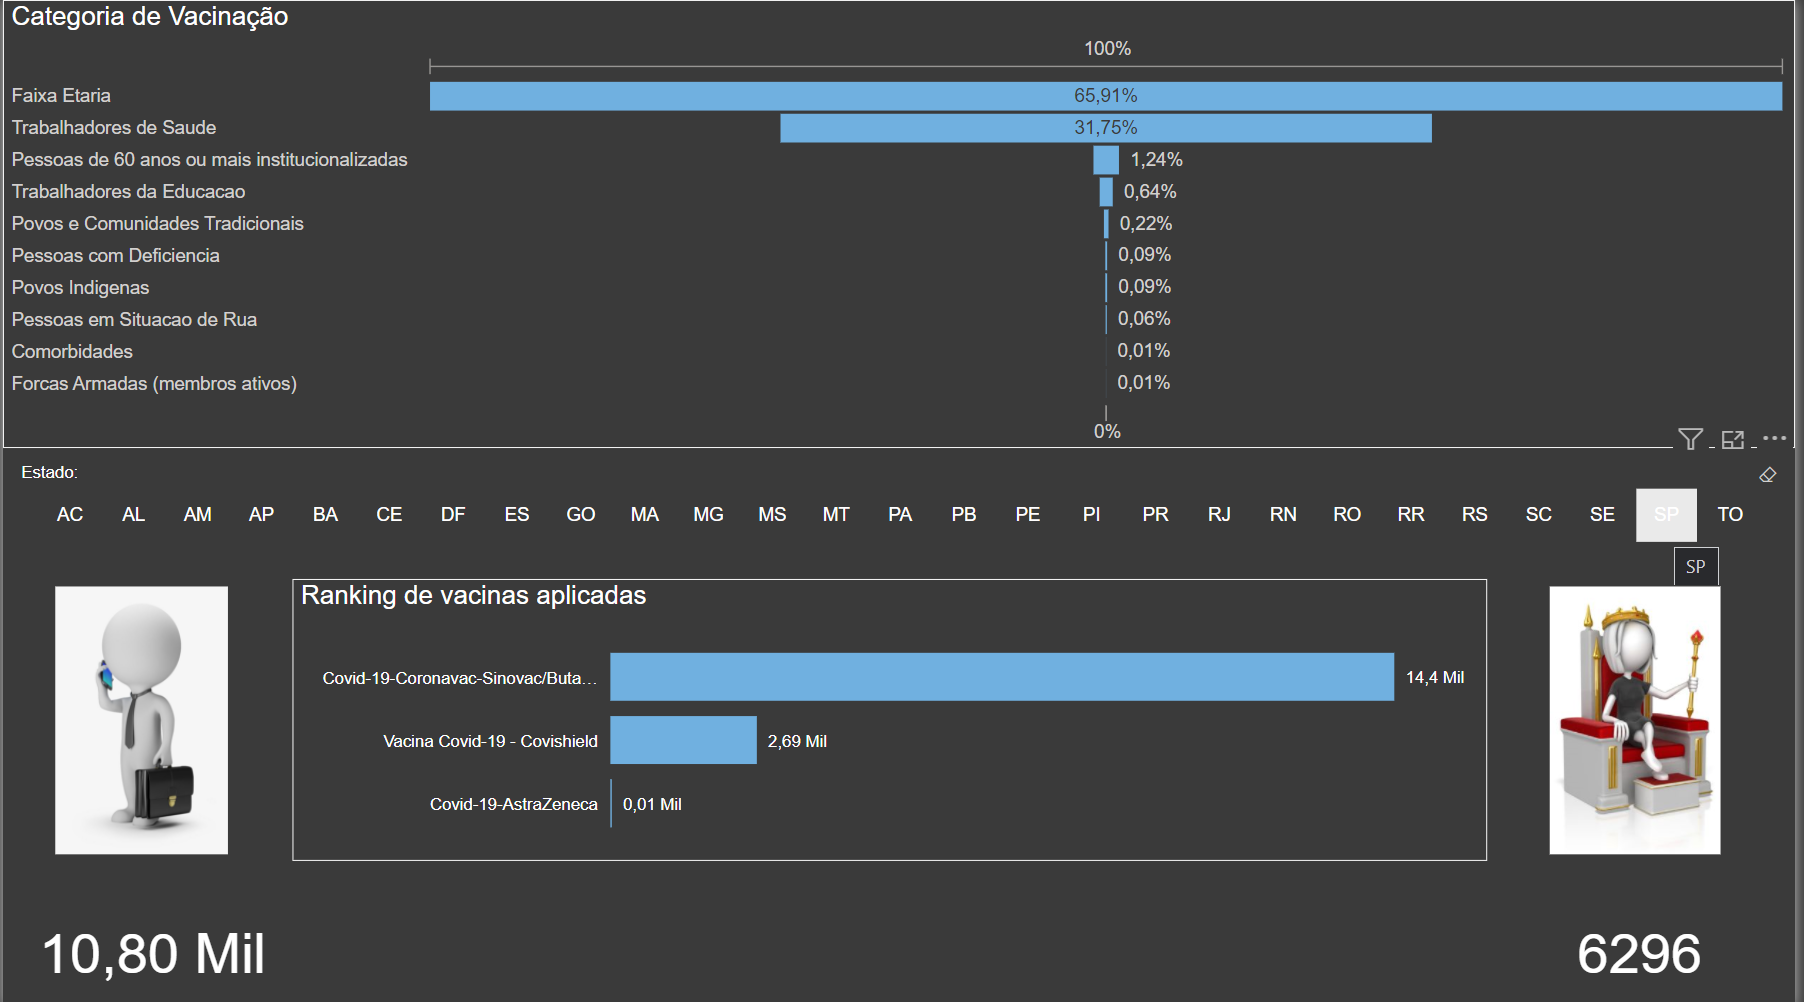 Categoria de Vacinação
100%
Faixa Etaria 65,91%
Trabalhadores de Saude 31,75%
Pessoas de 60 anos ou mais institucionalizadas 1,24%
Trabalhadores da Educacao 0,64%
Povos e Comunidades Tradicionais 0,22%
Pessoas com Deficiencia 0,09%
Povos Indigenas 0,09%
Pessoas em Situacao de Rua 0,06%
Comorbidades 0,01%
Forcas Armadas (membros ativos) 0,01%
0%
Estado:
AC AL AM AP BA CE DF ES GO MA MG MS MT PA PB PE PI PR RJ RN RO RR RS SC SE SP TO
SP
Ranking de vacinas aplicadas
Covid-19-Coronavac-Sinovac/Buta... 14,4 Mil
Vacina Covid-19 - Covishield 2,69 Mil
Covid-19-AstraZeneca 0,01 Mil
10,80 Mil 6296